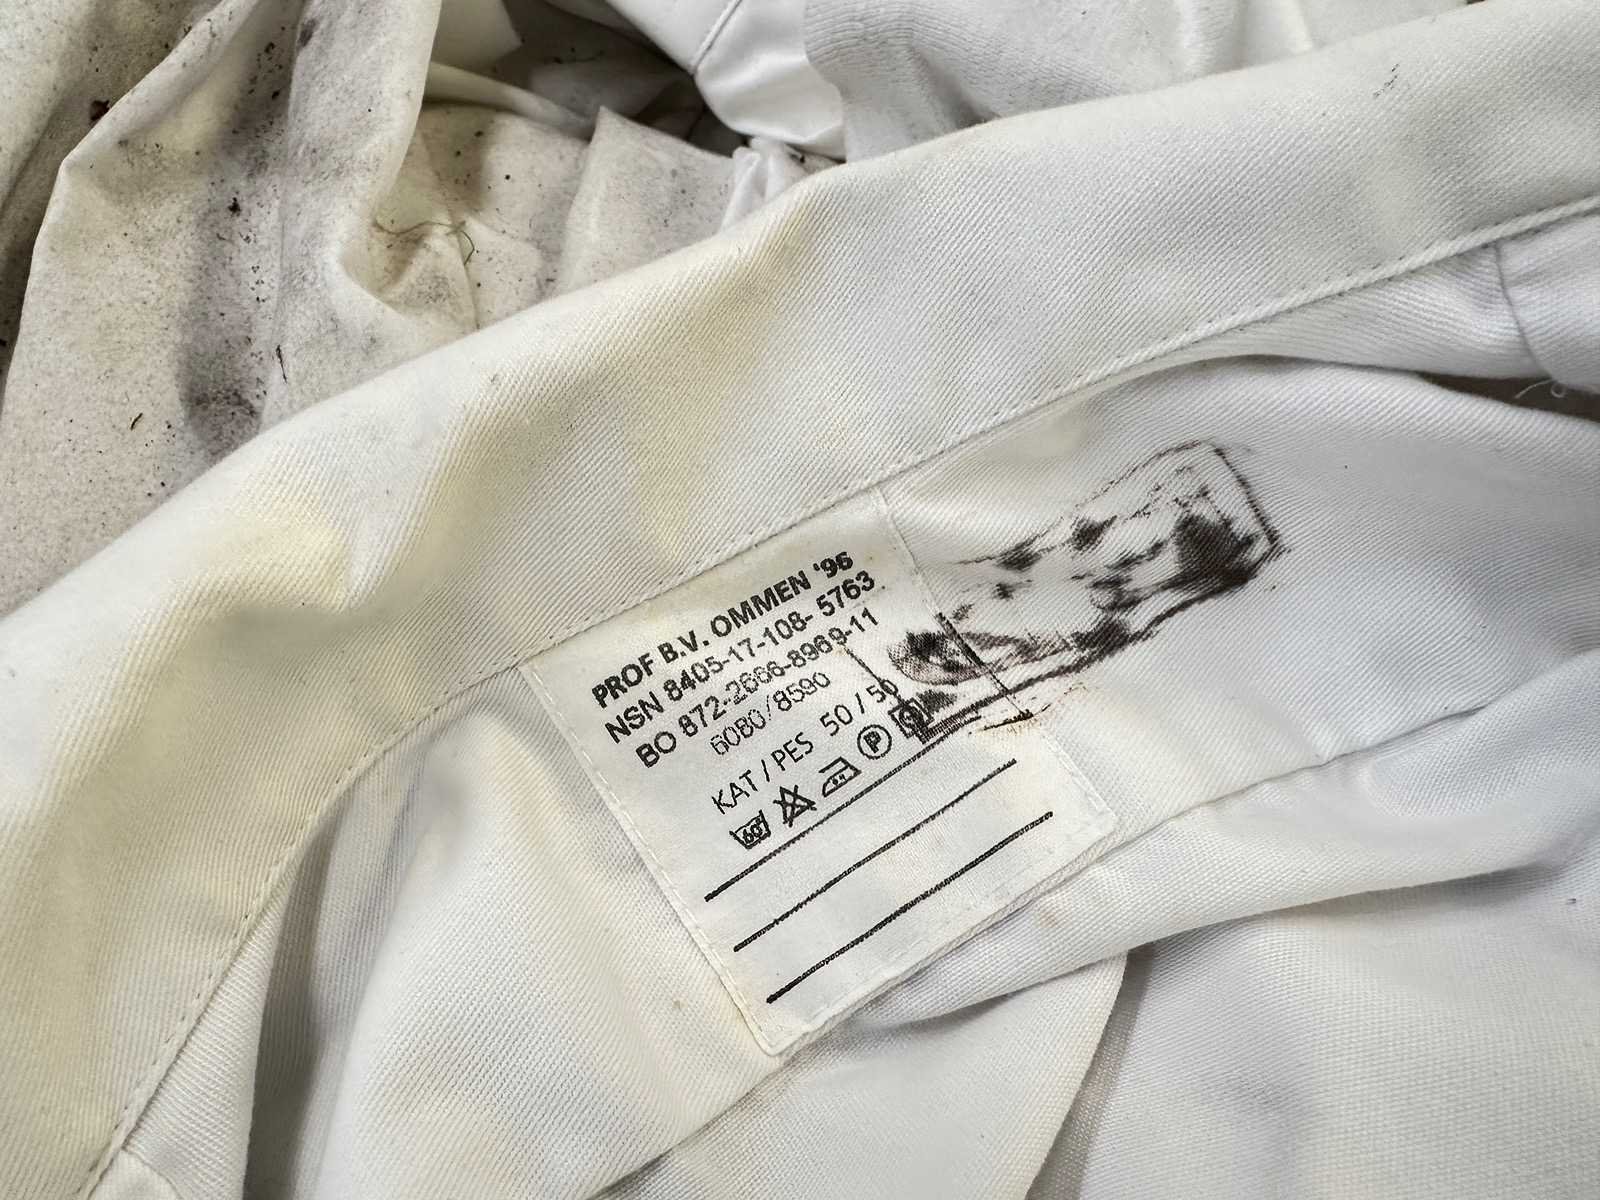 PROF B.V. OMMEN '96
NSN 8405-17-108- 5763
BO 872-2666-8969-11
6080/8590
KAT / PES 50 / 50
60° P